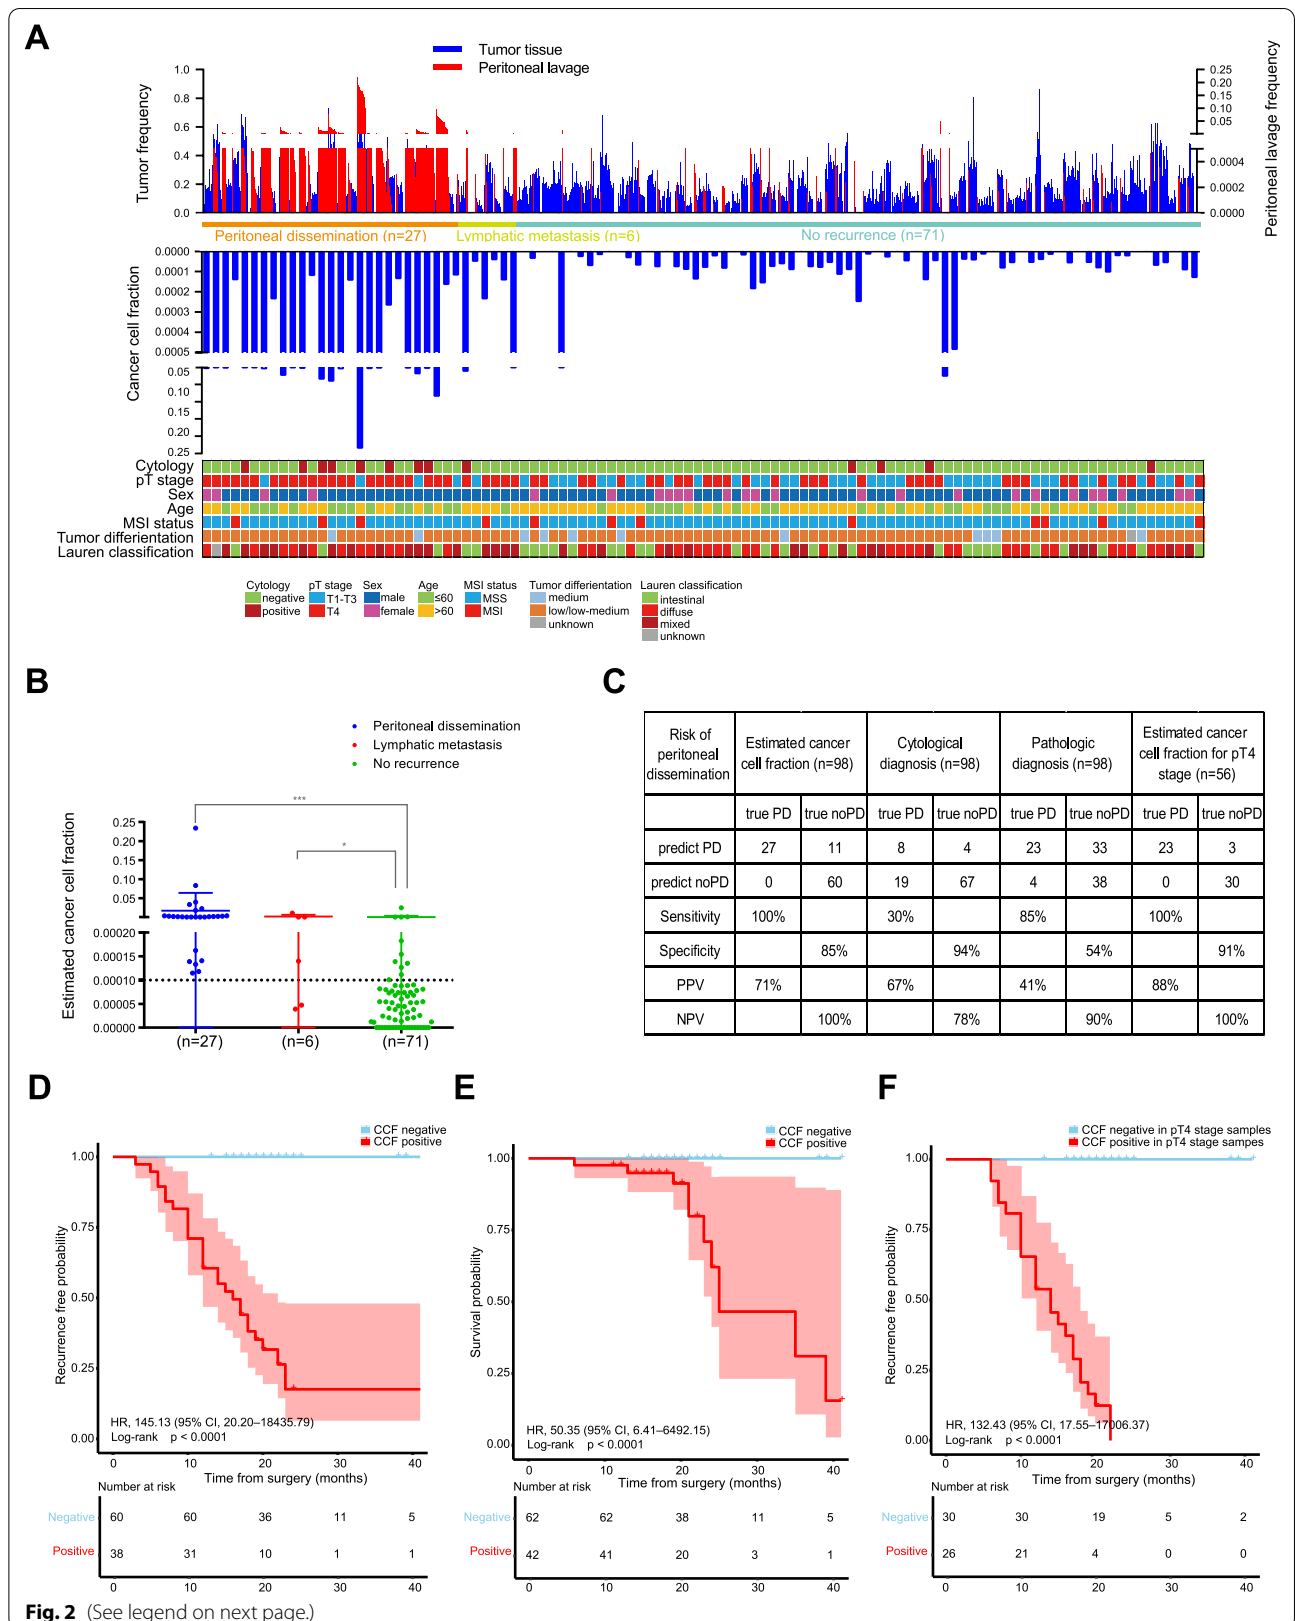 A
Tumor tissue
Peritoneal lavage
Tumor frequency
1.0
0.8
0.6
0.4
0.2
0.0
Peritoneal lavage frequency
0.25
0.20
0.15
0.10
0.05
0.0004
0.0002
0.0000
Peritoneal dissemination (n=27)
Lymphatic metastasis (n=6)
No recurrence (n=71)
Cancer cell fraction
0.0000
0.0001
0.0002
0.0003
0.0004
0.0005
0.05
0.10
0.15
0.20
0.25
Cytology
pT stage
Sex
Age
MSI status
Tumor differientation
Lauren classification
Cytology
negative
positive
pT stage
T1-T3
T4
Sex
male
female
Age
≤60
>60
MSI status
MSS
MSI
Tumor differientation
medium
low/low-medium
unknown
Lauren classification
intestinal
diffuse
mixed
unknown
B
Peritoneal dissemination
Lymphatic metastasis
No recurrence
***
*
Estimated cancer cell fraction
0.25
0.20
0.15
0.10
0.05
0.00020
0.00015
0.00010
0.00005
0.00000
(n=27) (n=6) (n=71)
C
Risk of peritoneal dissemination
Estimated cancer cell fraction (n=98)
Cytological diagnosis (n=98)
Pathologic diagnosis (n=98)
Estimated cancer cell fraction for pT4 stage (n=56)
true PD true noPD true PD true noPD true PD true noPD true PD true noPD
predict PD 27 11 8 4 23 33 23 3
predict noPD 0 60 19 67 4 38 0 30
Sensitivity 100% 30% 85% 100%
Specificity 85% 94% 54% 91%
PPV 71% 67% 41% 88%
NPV 100% 78% 90% 100%
D
CCF negative
CCF positive
Recurrence free probability
1.00
0.75
0.50
0.25
0.00
HR, 145.13 (95% CI, 20.20–18435.79)
Log-rank p < 0.0001
0 10 20 30 40
Time from surgery (months)
Number at risk
Negative 60 60 36 11 5
Positive 38 31 10 1 1
0 10 20 30 40
E
CCF negative
CCF positive
Survival probability
1.00
0.75
0.50
0.25
0.00
HR, 50.35 (95% CI, 6.41–6492.15)
Log-rank p < 0.0001
0 10 20 30 40
Time from surgery (months)
Number at risk
Negative 62 62 38 11 5
Positive 42 41 20 3 1
0 10 20 30 40
F
CCF negative in pT4 stage samples
CCF positive in pT4 stage sampes
Recurrence free probability
1.00
0.75
0.50
0.25
0.00
HR, 132.43 (95% CI, 17.55–17006.37)
Log-rank p < 0.0001
0 10 20 30 40
Time from surgery (months)
Number at risk
Negative 30 30 19 5 2
Positive 26 21 4 0 0
0 10 20 30 40
Fig. 2 (See legend on next page.)